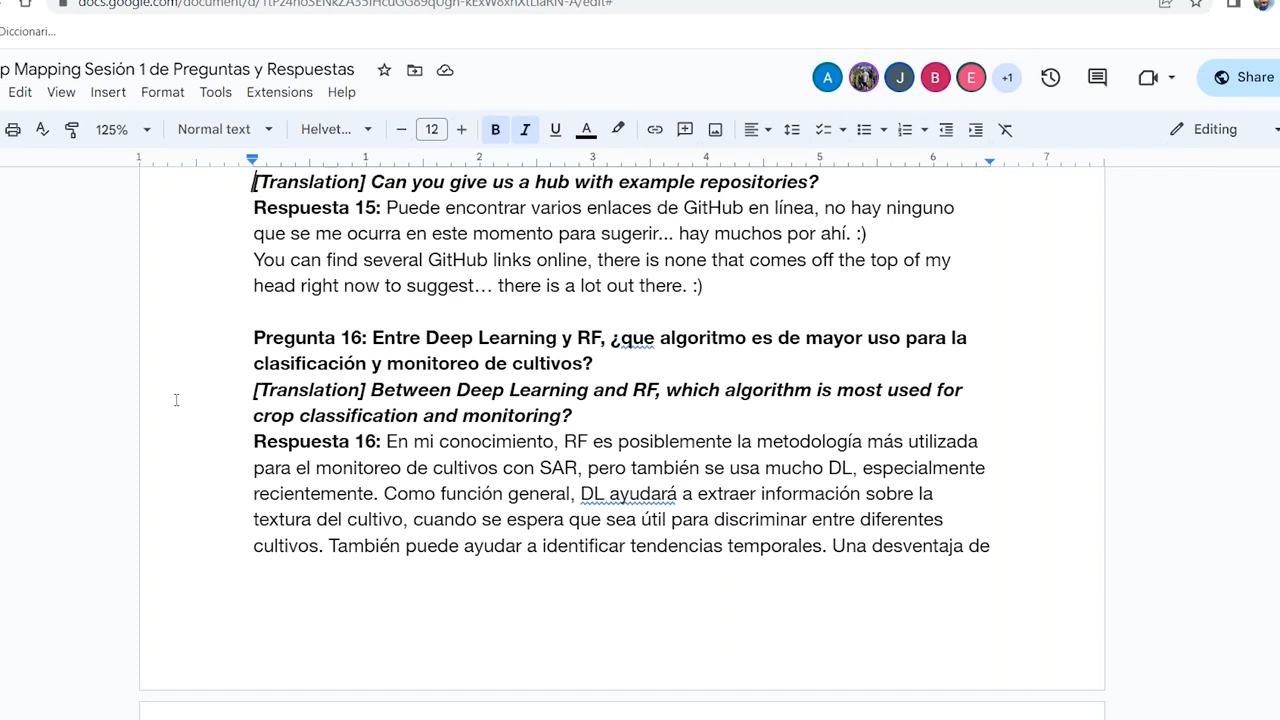 Diccionari...
p Mapping Sesión 1 de Preguntas y Respuestas
A J B E +1
Share
Edit View Insert Format Tools Extensions Help
125% Normal text Helvet... 12 B I U A Editing
1 1 2 3 4 5 6 7
[Translation] Can you give us a hub with example repositories?
Respuesta 15: Puede encontrar varios enlaces de GitHub en línea, no hay ninguno
que se me ocurra en este momento para sugerir... hay muchos por ahí. :)
You can find several GitHub links online, there is none that comes off the top of my
head right now to suggest… there is a lot out there. :)
Pregunta 16: Entre Deep Learning y RF, ¿que algoritmo es de mayor uso para la
clasificación y monitoreo de cultivos?
[Translation] Between Deep Learning and RF, which algorithm is most used for
crop classification and monitoring?
Respuesta 16: En mi conocimiento, RF es posiblemente la metodología más utilizada
para el monitoreo de cultivos con SAR, pero también se usa mucho DL, especialmente
recientemente. Como función general, DL ayudará a extraer información sobre la
textura del cultivo, cuando se espera que sea útil para discriminar entre diferentes
cultivos. También puede ayudar a identificar tendencias temporales. Una desventaja de